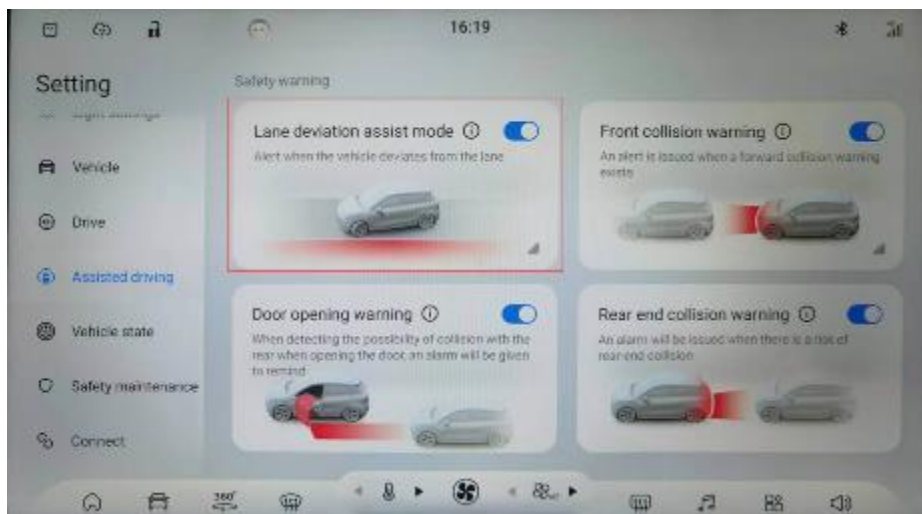 16:19
Setting
Safety warning
Vehicle
Drive
Assisted driving
Vehicle state
Safety maintenance
Connect
Lane deviation assist mode
Alert when the vehicle deviates from the lane
Front collision warning
An alert is issued when a forward collision warning
exists
Door opening warning
When detecting the possibility of collision with the
rear when opening the door, an alarm will be given
to remind
Rear end collision warning
An alarm will be issued when there is a risk of
rear-end collision
360°